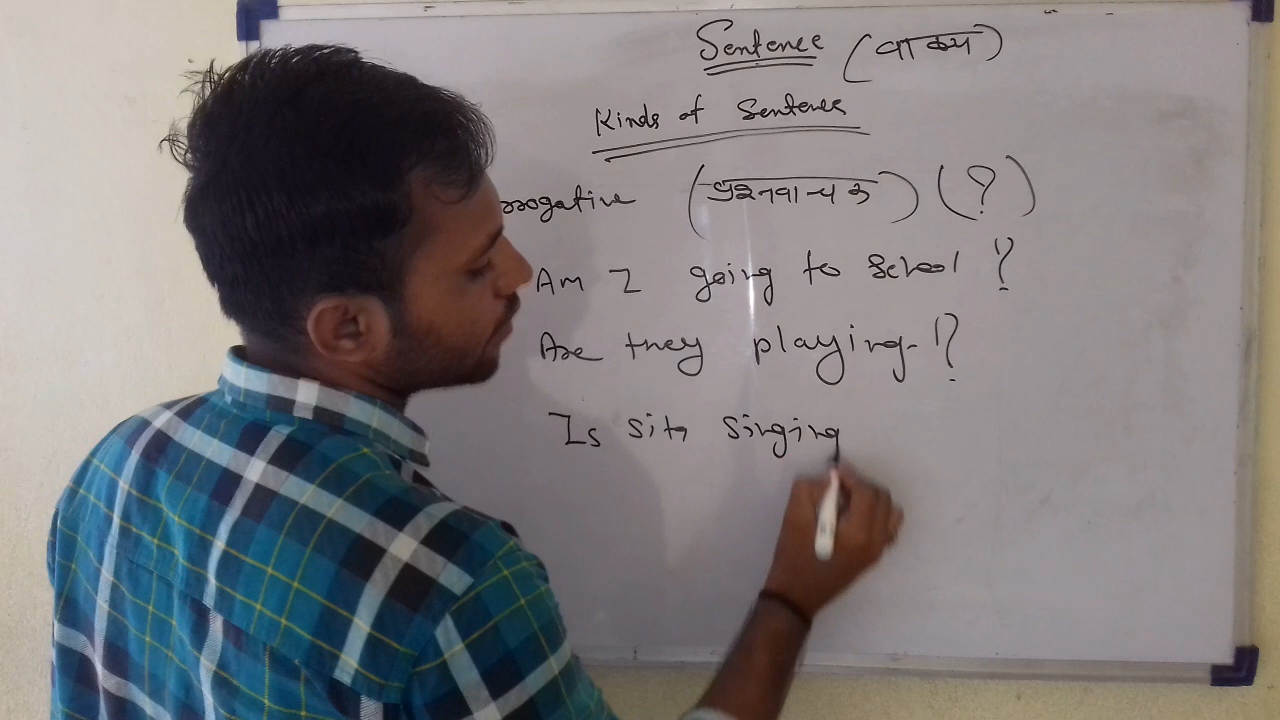 Sentence (वाक्य)
Kinds of Sentence
rrogative (प्रश्नवाचक) (?)
Am I going to School ?
Are they playing ?
Is sita singing